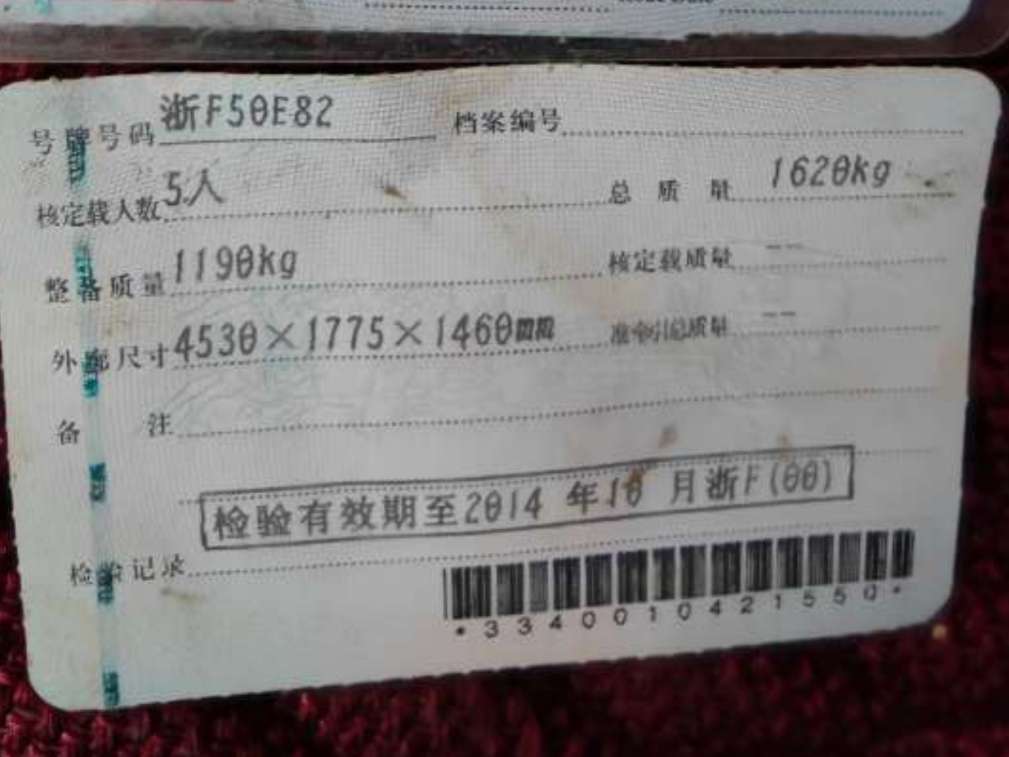 号牌号码 浙F50E82 档案编号
核定载人数 5人 总质量 1620kg
整备质量 1190kg 核定载质量 --
外廓尺寸 4530×1775×1460mm 准牵引总质量 --
备注
检验有效期至2014年10月浙F(00)
检验记录
*3340010421550*